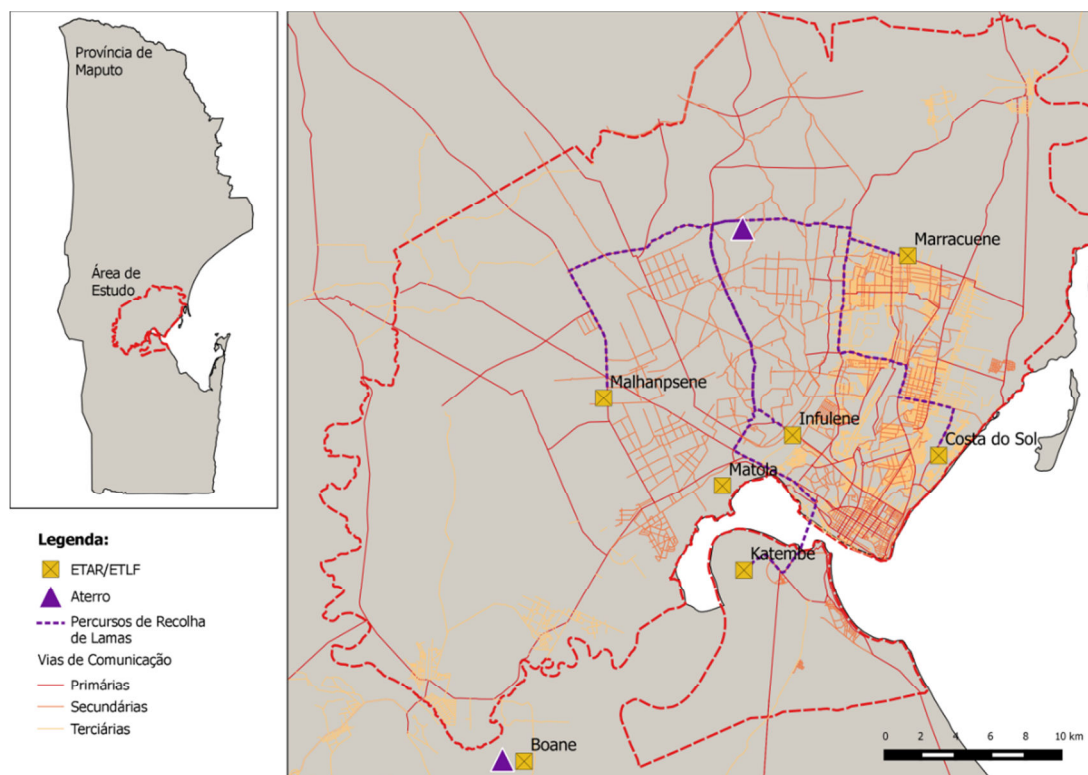 Província de
Maputo
Área de
Estudo
Legenda:
ETAR/ETLF
Aterro
Percursos de Recolha
de Lamas
Vias de Comunicação
Primárias
Secundárias
Terciárias
Marracuene
Malhanpsene
Infulene
Costa do Sol
Matola
Katembe
Boane
0 2 4 6 8 10 km